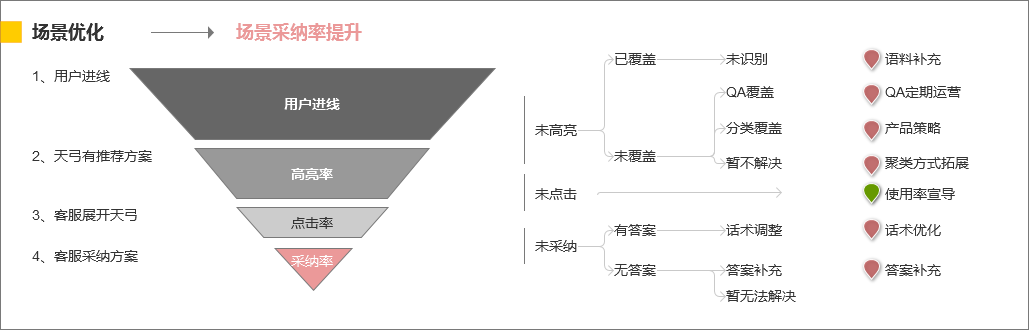 场景优化
场景采纳率提升
1、用户进线
2、天弓有推荐方案
3、客服展开天弓
4、客服采纳方案
用户进线
高亮率
点击率
采纳率
未高亮
已覆盖
未识别
语料补充
未覆盖
QA覆盖
QA定期运营
分类覆盖
产品策略
暂不解决
聚类方式拓展
未点击
使用率宣导
未采纳
有答案
话术调整
话术优化
无答案
答案补充
答案补充
暂无法解决